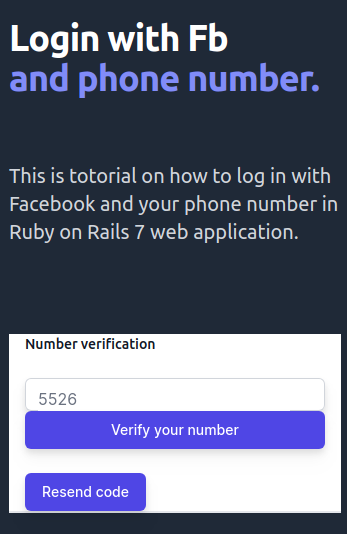 Login with Fb
and phone number.
This is totorial on how to log in with
Facebook and your phone number in
Ruby on Rails 7 web application.
Number verification
5526
Verify your number
Resend code